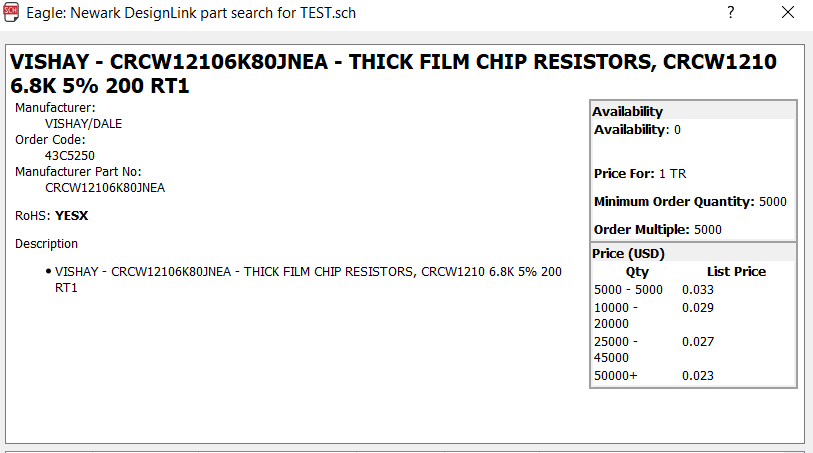 SCH
Eagle: Newark DesignLink part search for TEST.sch
?
VISHAY - CRCW12106K80JNEA - THICK FILM CHIP RESISTORS, CRCW1210
6.8K 5% 200 RT1
Manufacturer:
VISHAY/DALE
Order Code:
43C5250
Manufacturer Part No:
CRCW12106K80JNEA
RoHS: YESX
Description
• VISHAY - CRCW12106K80JNEA - THICK FILM CHIP RESISTORS, CRCW1210 6.8K 5% 200
RT1
Availability
Availability: 0
Price For: 1 TR
Minimum Order Quantity: 5000
Order Multiple: 5000
Price (USD)
Qty List Price
5000 - 5000 0.033
10000 - 0.029
20000
25000 - 0.027
45000
50000+ 0.023